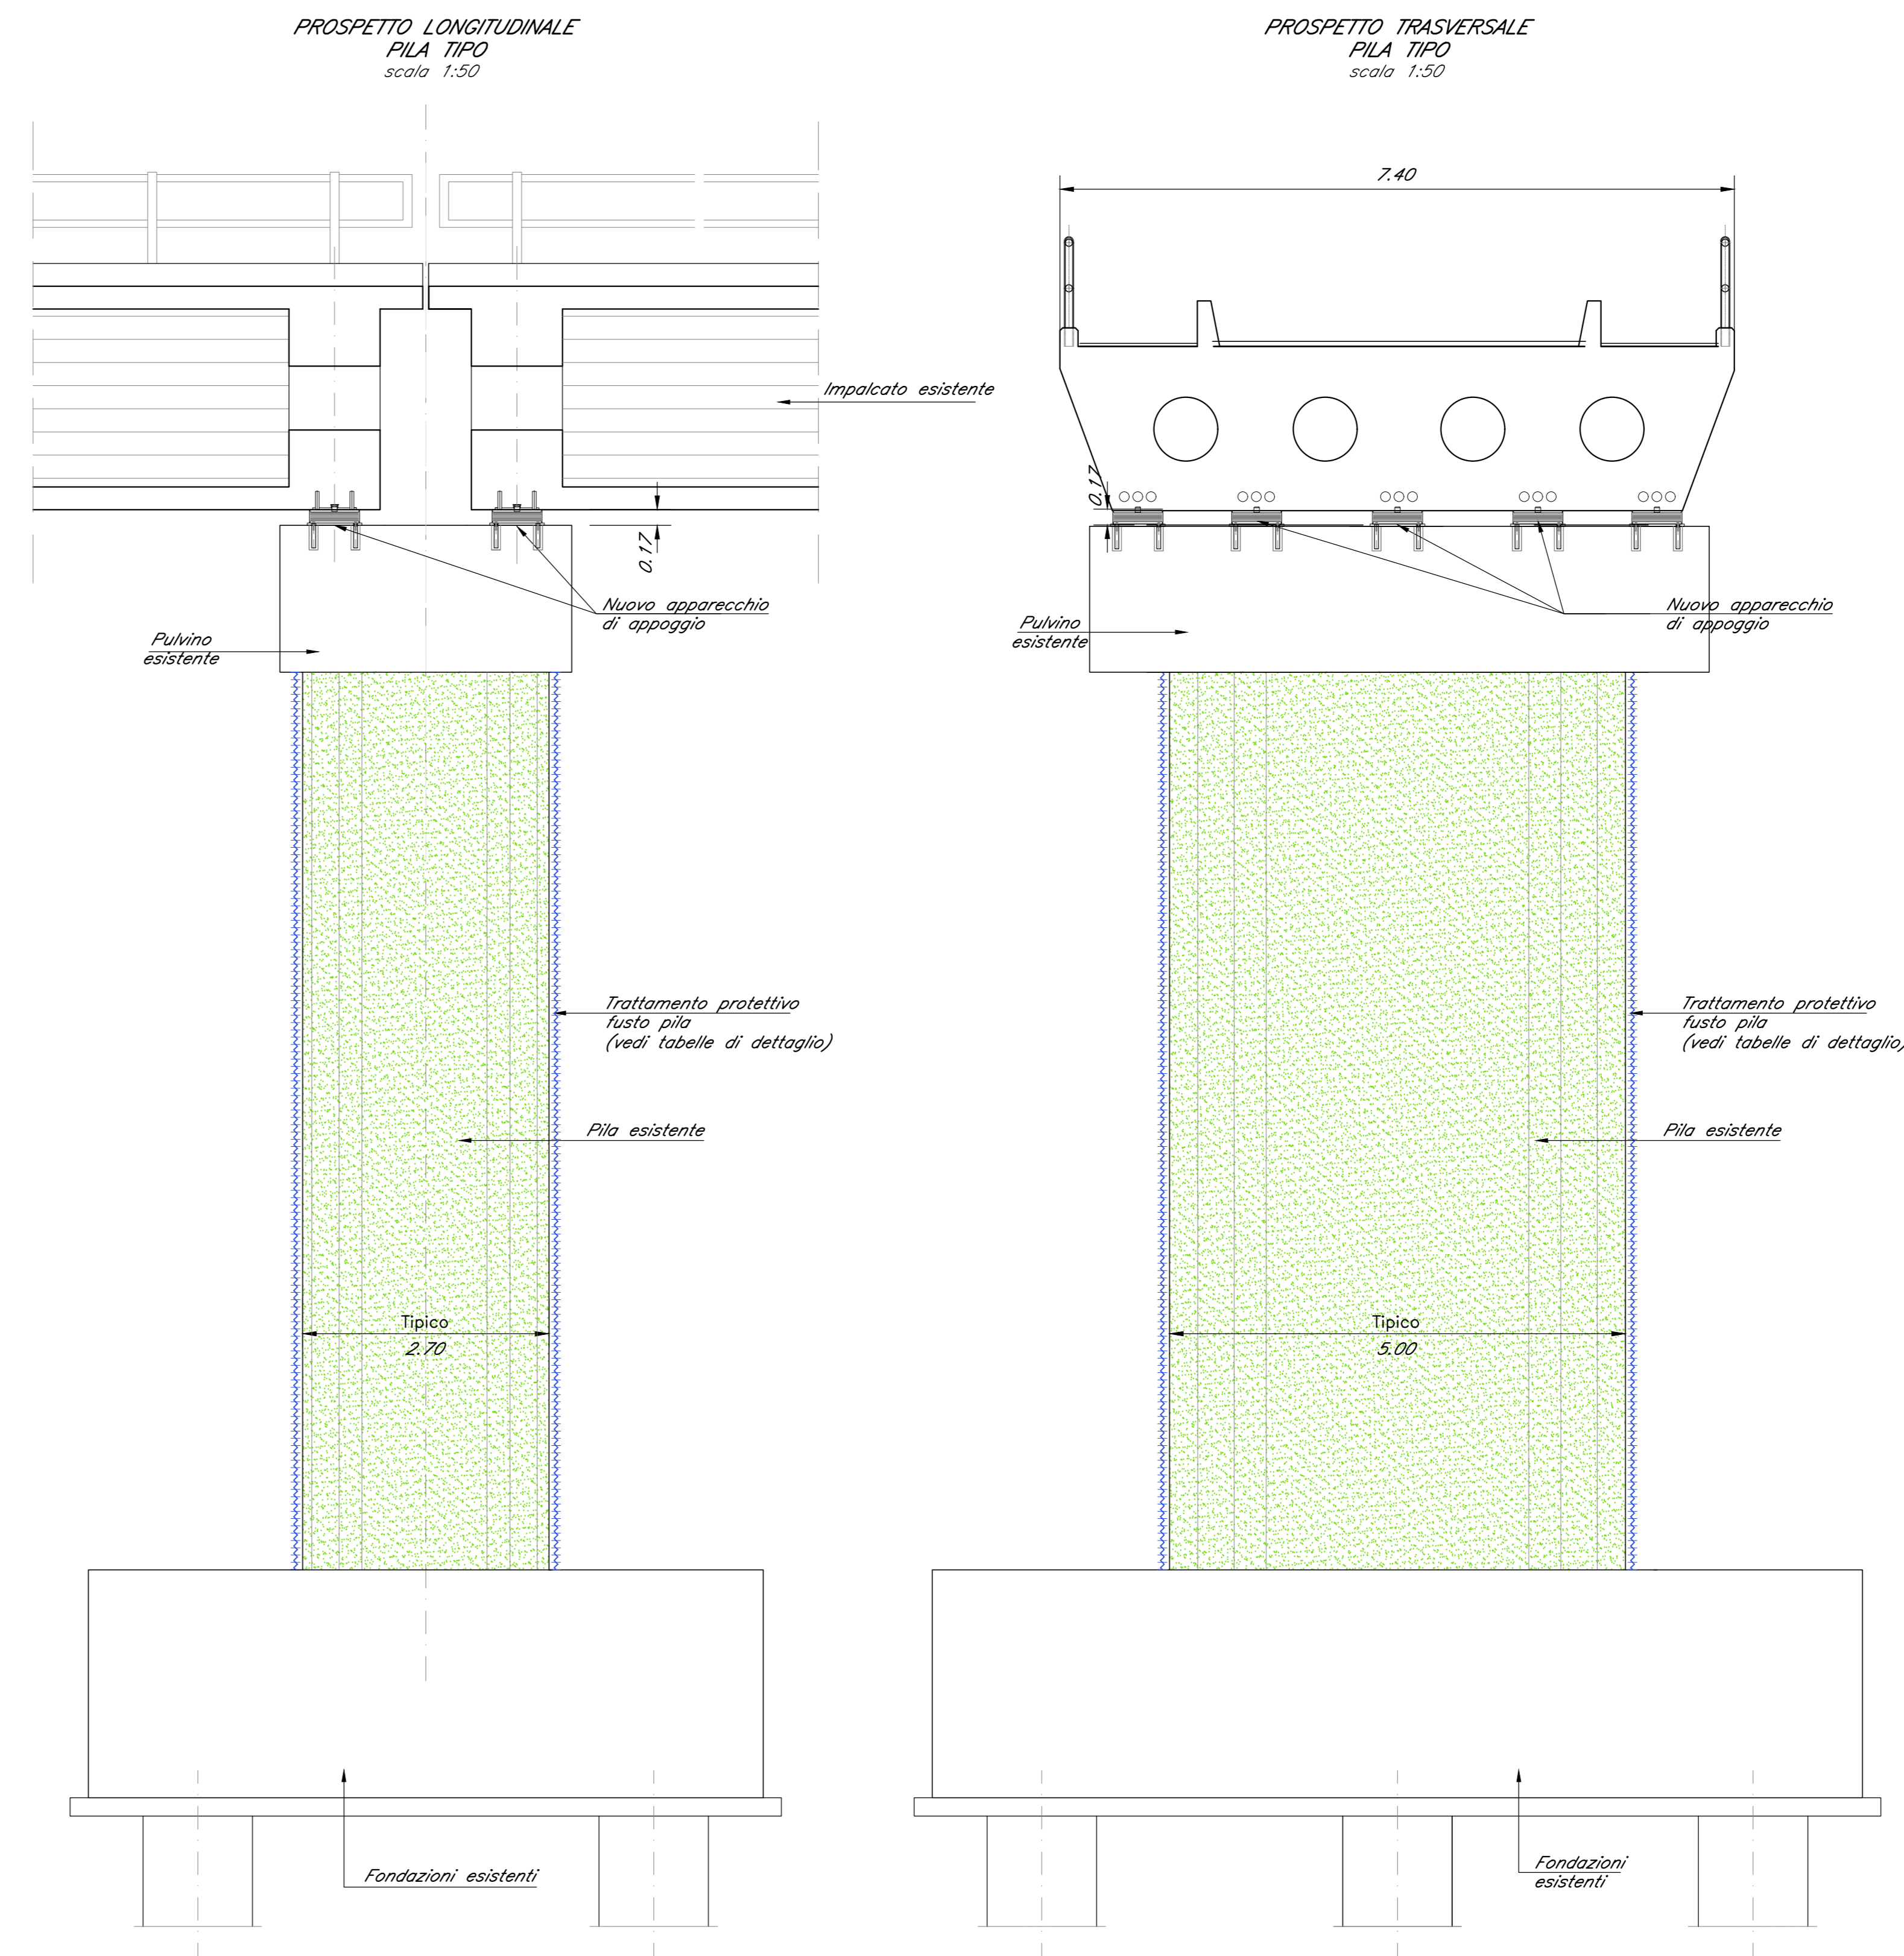 PROSPETTO LONGITUDINALE
PILA TIPO
scala 1:50
Impalcato esistente
0.17
Nuovo apparecchio
di appoggio
Pulvino
esistente
Trattamento protettivo
fusto pila
(vedi tabelle di dettaglio)
Pila esistente
Tipico
2.70
Fondazioni esistenti
PROSPETTO TRASVERSALE
PILA TIPO
scala 1:50
7.40
0.17
Nuovo apparecchio
di appoggio
Pulvino
esistente
Trattamento protettivo
fusto pila
(vedi tabelle di dettaglio)
Pila esistente
Tipico
5.00
Fondazioni
esistenti